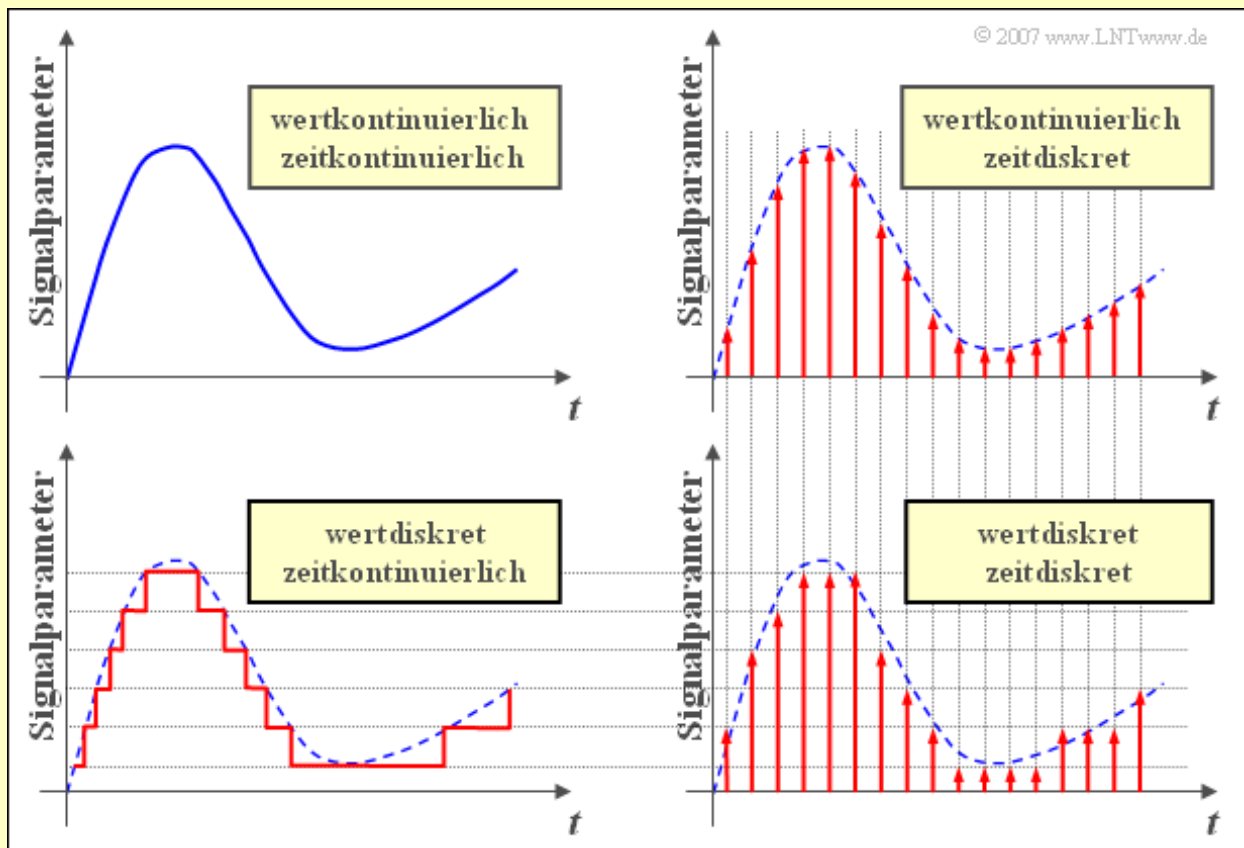 © 2007 www.LNTwww.de
Signalparameter
wertkontinuierlich
zeitkontinuierlich
t
Signalparameter
wertkontinuierlich
zeitdiskret
t
Signalparameter
wertdiskret
zeitkontinuierlich
t
Signalparameter
wertdiskret
zeitdiskret
t